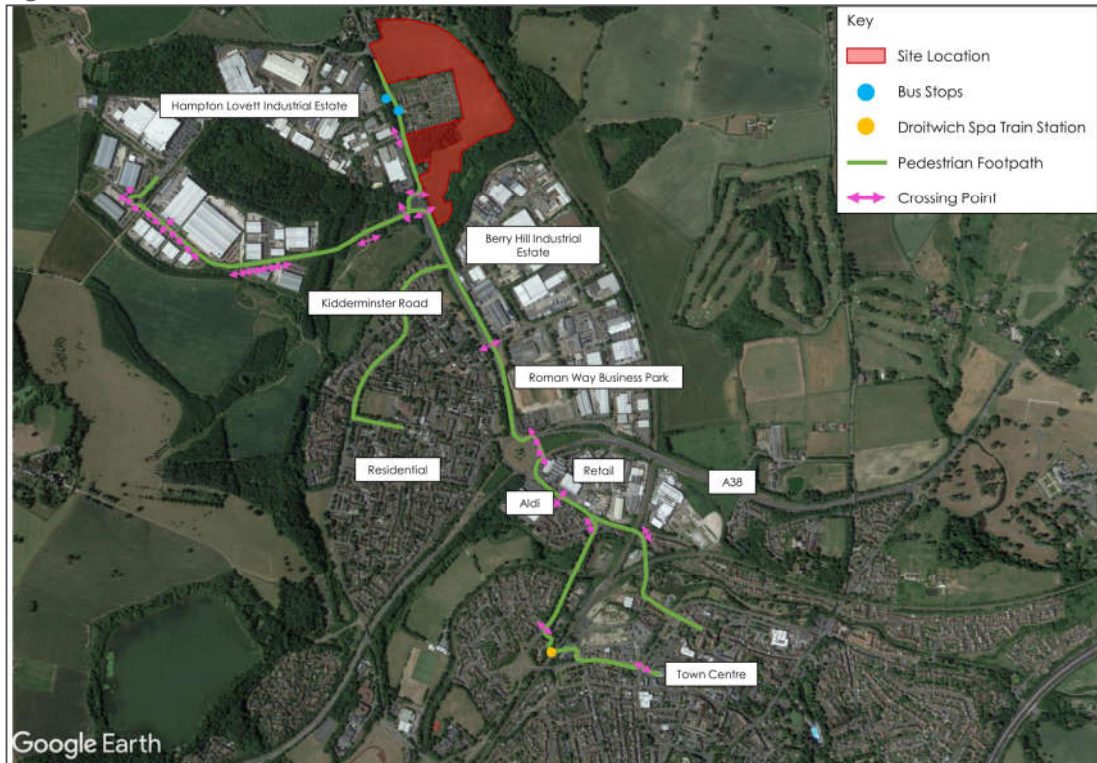 Key
Site Location
Bus Stops
Droitwich Spa Train Station
Pedestrian Footpath
Crossing Point
Hampton Lovett Industrial Estate
Berry Hill Industrial
Estate
Kidderminster Road
Roman Way Business Park
Residential
Retail
A38
Aldi
Town Centre
Google Earth